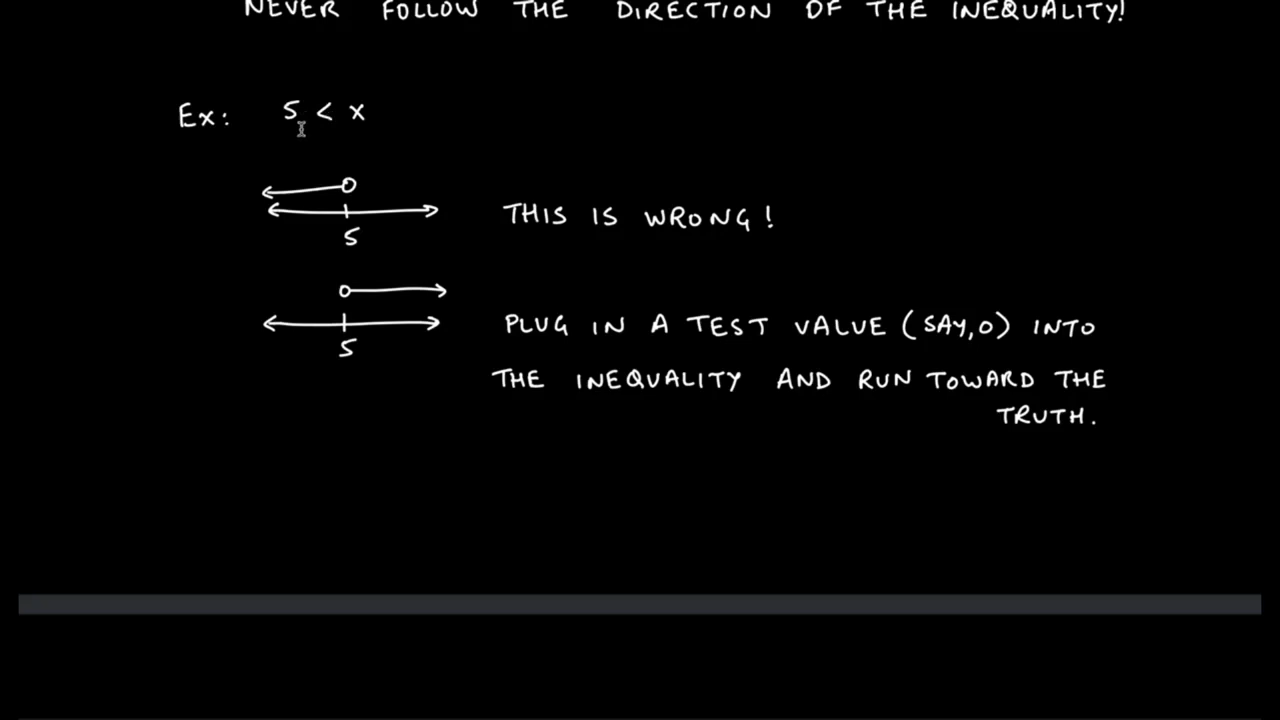 NEVER FOLLOW THE DIRECTION OF THE INEQUALITY!
Ex: 5 < x
5
THIS IS WRONG!
5
PLUG IN A TEST VALUE (SAY, 0) INTO
THE INEQUALITY AND RUN TOWARD THE
TRUTH.